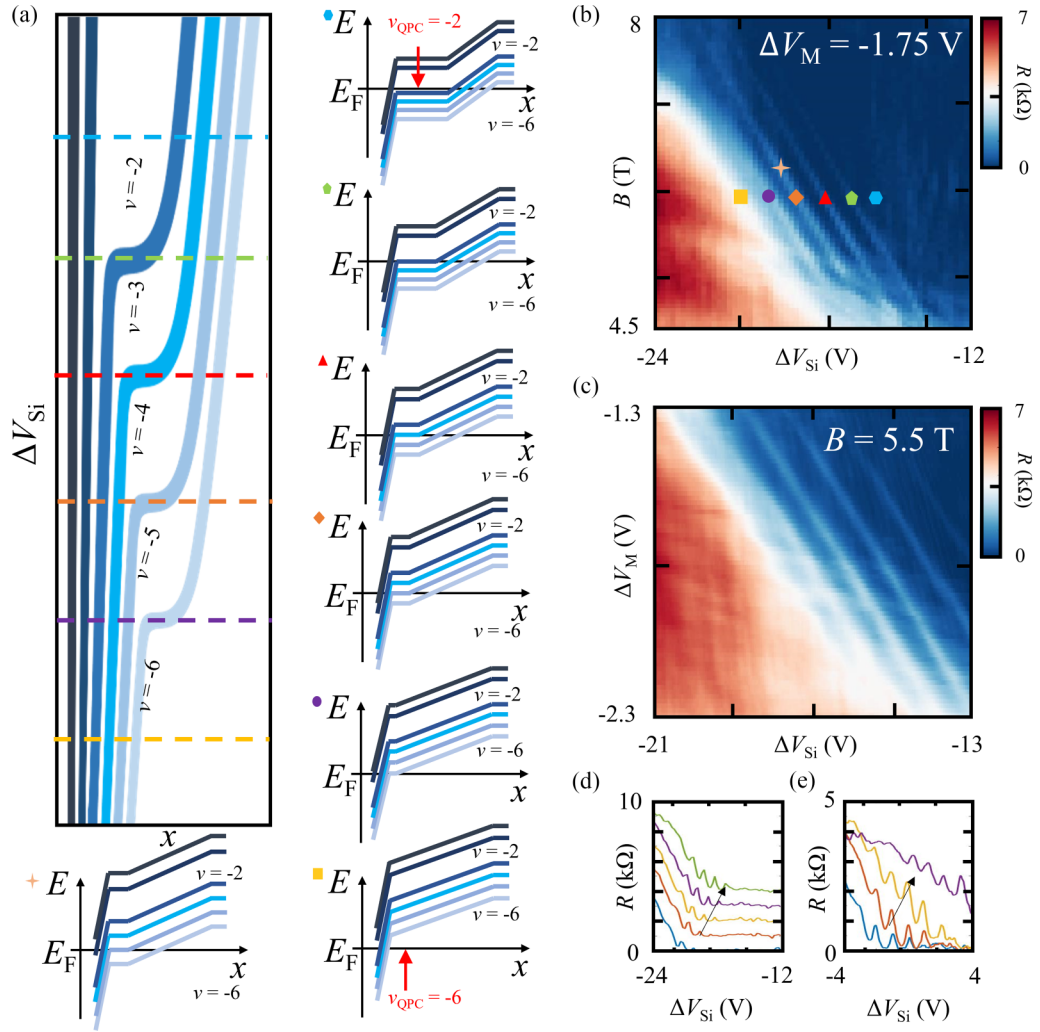 (a)
ΔV_Si
ν = -2
ν = -3
ν = -4
ν = -5
ν = -6
x
E
ν_QPC = -2
ν = -2
E_F
x
ν = -6
E
ν = -2
E_F
x
ν = -6
E
ν = -2
E_F
x
ν = -6
E
ν = -2
E_F
x
ν = -6
E
ν = -2
ν = -6
E_F
x
E
ν = -2
ν = -6
E_F
x
ν_QPC = -6
E
ν = -2
E_F
x
ν = -6
(b)
8
ΔV_M = -1.75 V
B (T)
4.5
-24
ΔV_Si (V)
-12
7
R (kΩ)
0
(c)
-1.3
B = 5.5 T
ΔV_M (V)
-2.3
-21
ΔV_Si (V)
-13
7
R (kΩ)
0
(d)
10
R (kΩ)
0
-24
-12
ΔV_Si (V)
(e)
5
R (kΩ)
0
-4
4
ΔV_Si (V)